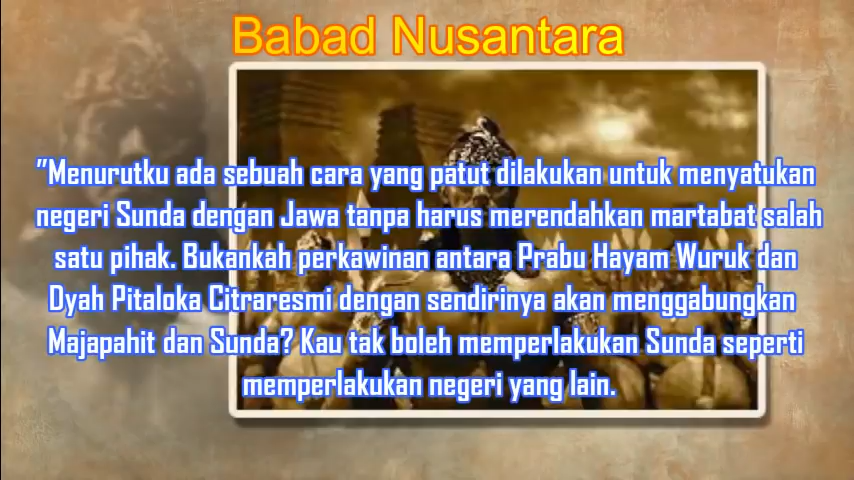 Babad Nusantara
"Menurutku ada sebuah cara yang patut dilakukan untuk menyatukan
negeri Sunda dengan Jawa tanpa harus merendahkan martabat salah
satu pihak. Bukankah perkawinan antara Prabu Hayam Wuruk dan
Dyah Pitaloka Citraresmi dengan sendirinya akan menggabungkan
Majapahit dan Sunda? Kau tak boleh memperlakukan Sunda seperti
memperlakukan negeri yang lain.